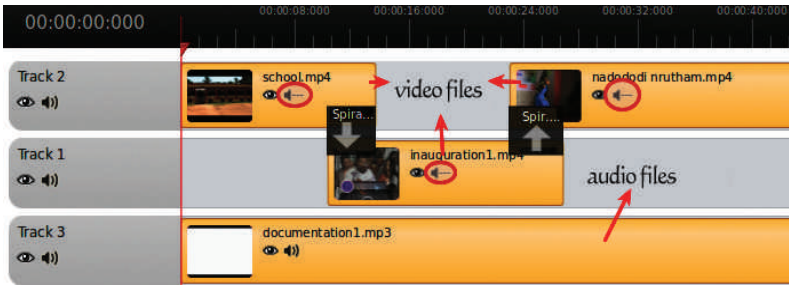 00:00:00:000
00:00:08:000 00:00:16:000 00:00:24:000 00:00:32:000 00:00:40:000
Track 2
school.mp4
video files
nadododi nrutham.mp4
Spira...
Spir....
Track 1
inauguration1.mp4
audio files
Track 3
documentation1.mp3